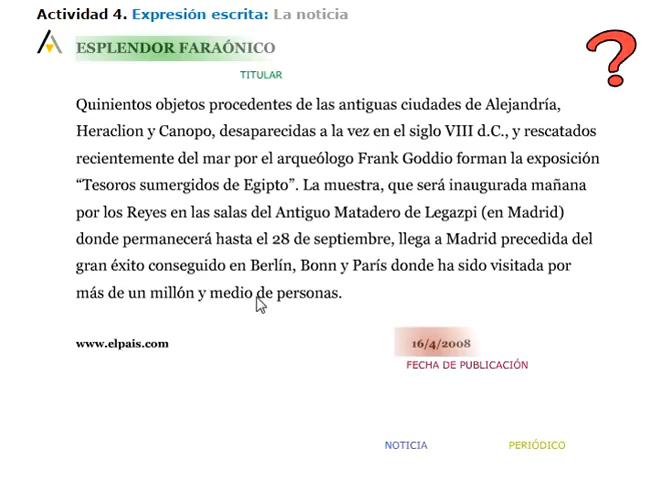 Actividad 4. Expresión escrita: La noticia
ESPLENDOR FARAÓNICO
TITULAR
Quinientos objetos procedentes de las antiguas ciudades de Alejandría,
Heraclion y Canopo, desaparecidas a la vez en el siglo VIII d.C., y rescatados
recientemente del mar por el arqueólogo Frank Goddio forman la exposición
“Tesoros sumergidos de Egipto”. La muestra, que será inaugurada mañana
por los Reyes en las salas del Antiguo Matadero de Legazpi (en Madrid)
donde permanecerá hasta el 28 de septiembre, llega a Madrid precedida del
gran éxito conseguido en Berlín, Bonn y París donde ha sido visitada por
más de un millón y medio de personas.
www.elpais.com 16/4/2008
FECHA DE PUBLICACIÓN
NOTICIA PERIÓDICO